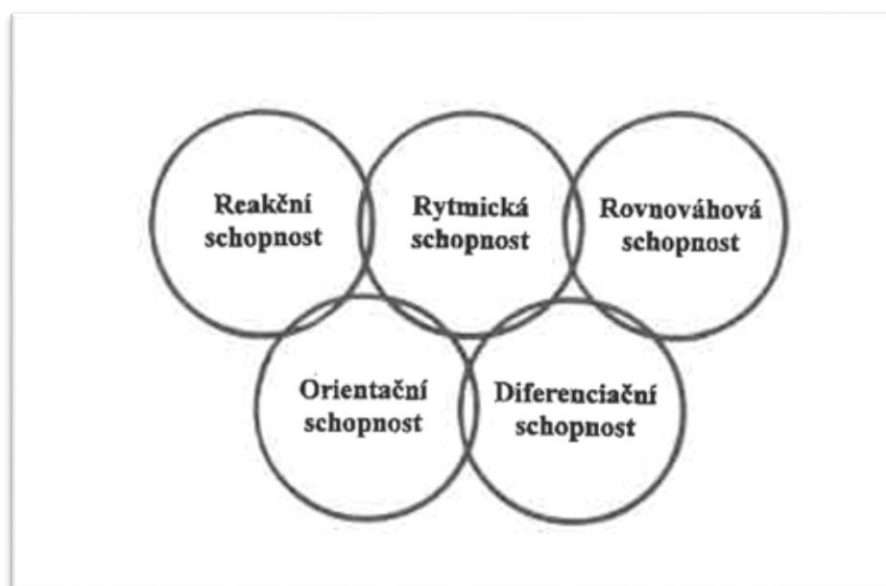 Reakční
schopnost
Rytmická
schopnost
Rovnováhová
schopnost
Orientační
schopnost
Diferenciační
schopnost